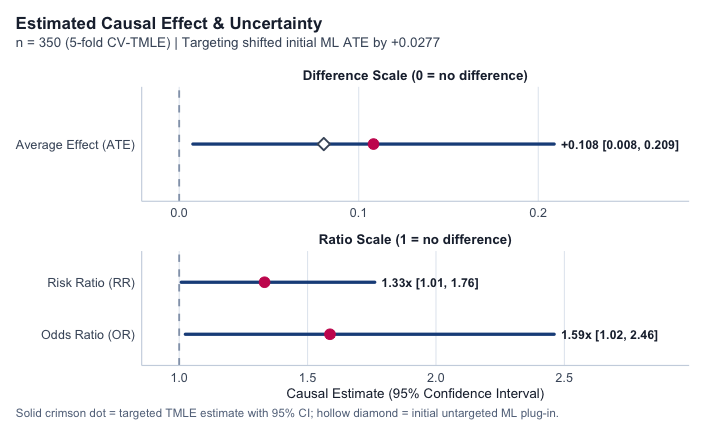 Estimated Causal Effect & Uncertainty
n = 350 (5-fold CV-TMLE) | Targeting shifted initial ML ATE by +0.0277
Difference Scale (0 = no difference)
Average Effect (ATE)
+0.108 [0.008, 0.209]
0.0 0.1 0.2
Ratio Scale (1 = no difference)
Risk Ratio (RR)
1.33x [1.01, 1.76]
Odds Ratio (OR)
1.59x [1.02, 2.46]
1.0 1.5 2.0 2.5
Causal Estimate (95% Confidence Interval)
Solid crimson dot = targeted TMLE estimate with 95% CI; hollow diamond = initial untargeted ML plug-in.